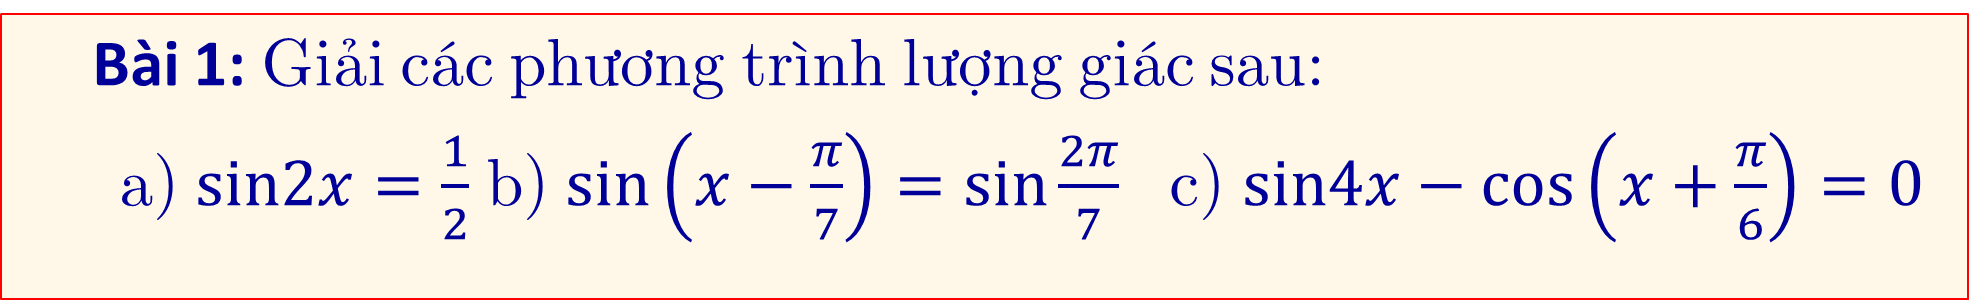 Bài 1: Giải các phương trình lượng giác sau:
a) sin2x = 1/2 b) sin(x − π/7) = sin 2π/7 c) sin4x − cos(x + π/6) = 0